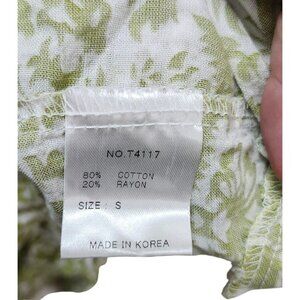 NO.T4117
80% COTTON
20% RAYON
SIZE : S
MADE IN KOREA